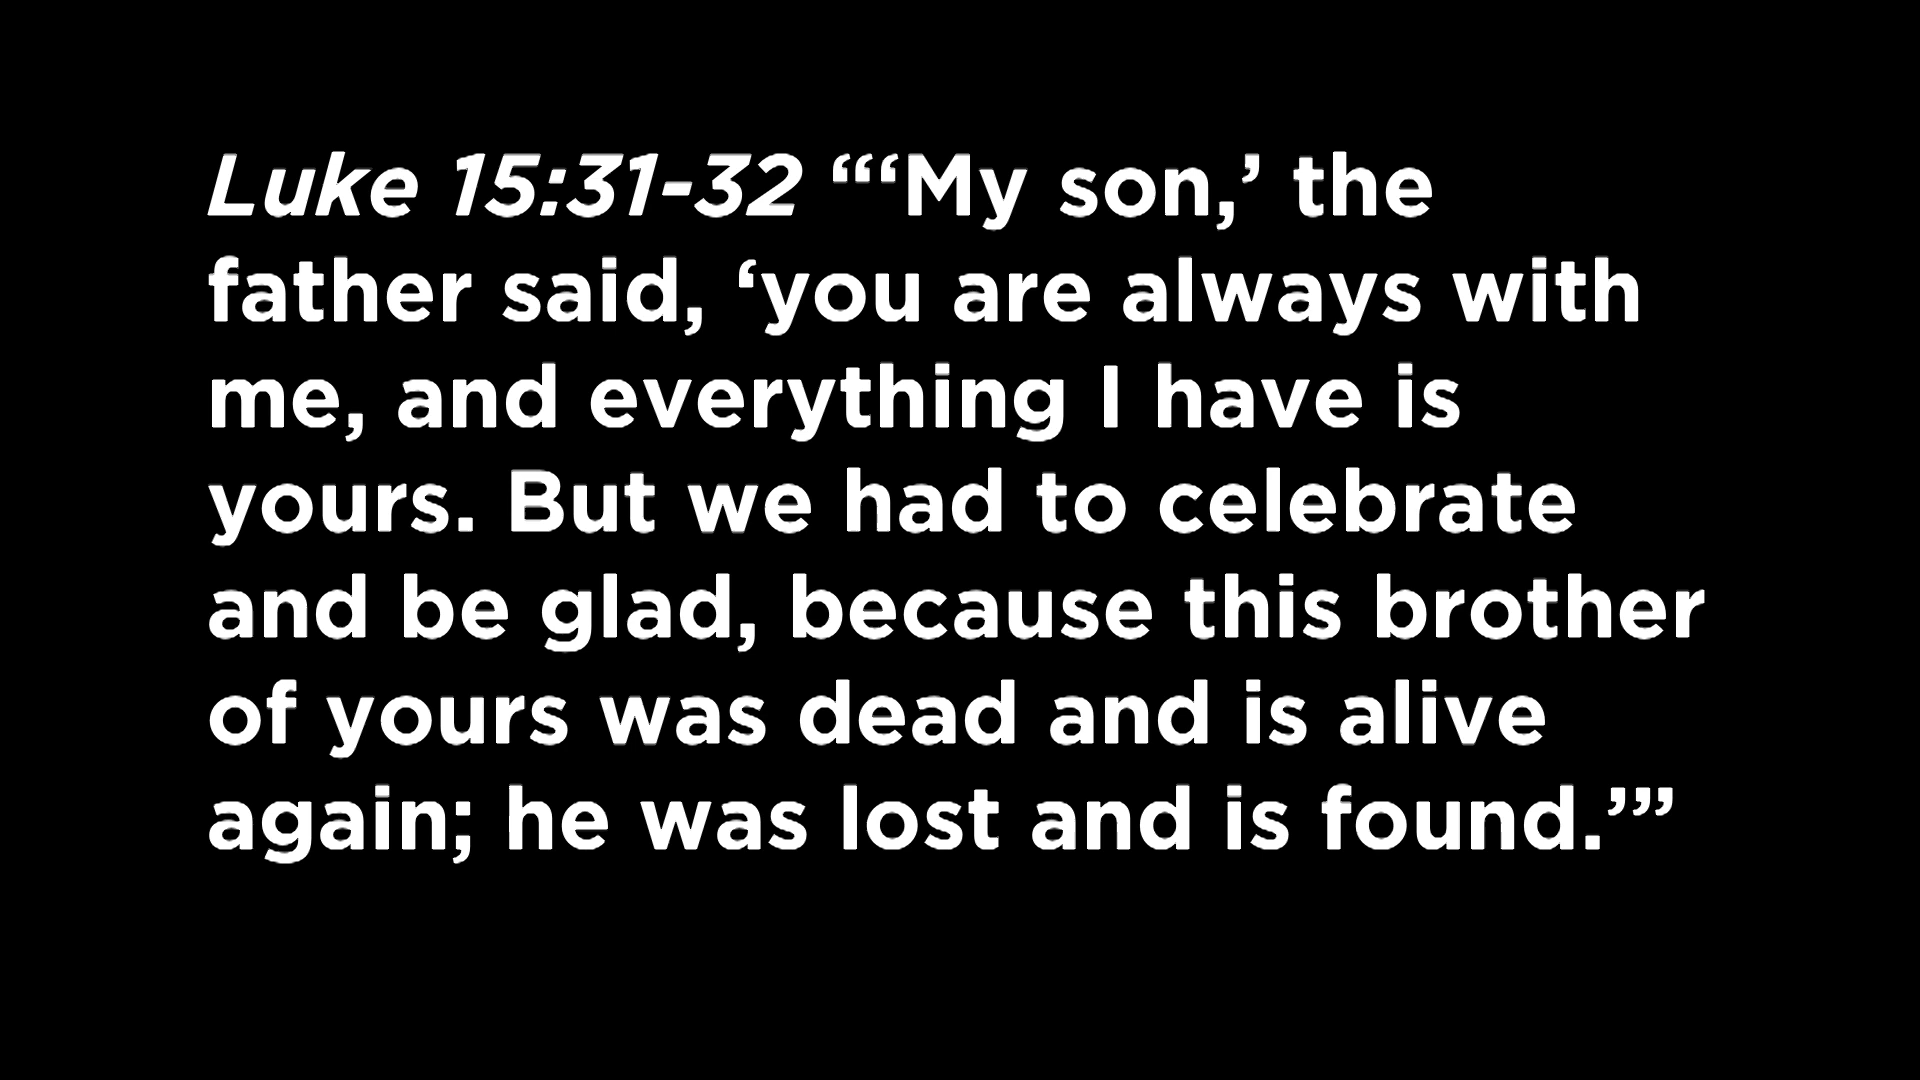 Luke 15:31-32 “‘My son,’ the
father said, ‘you are always with
me, and everything I have is
yours. But we had to celebrate
and be glad, because this brother
of yours was dead and is alive
again; he was lost and is found.’”